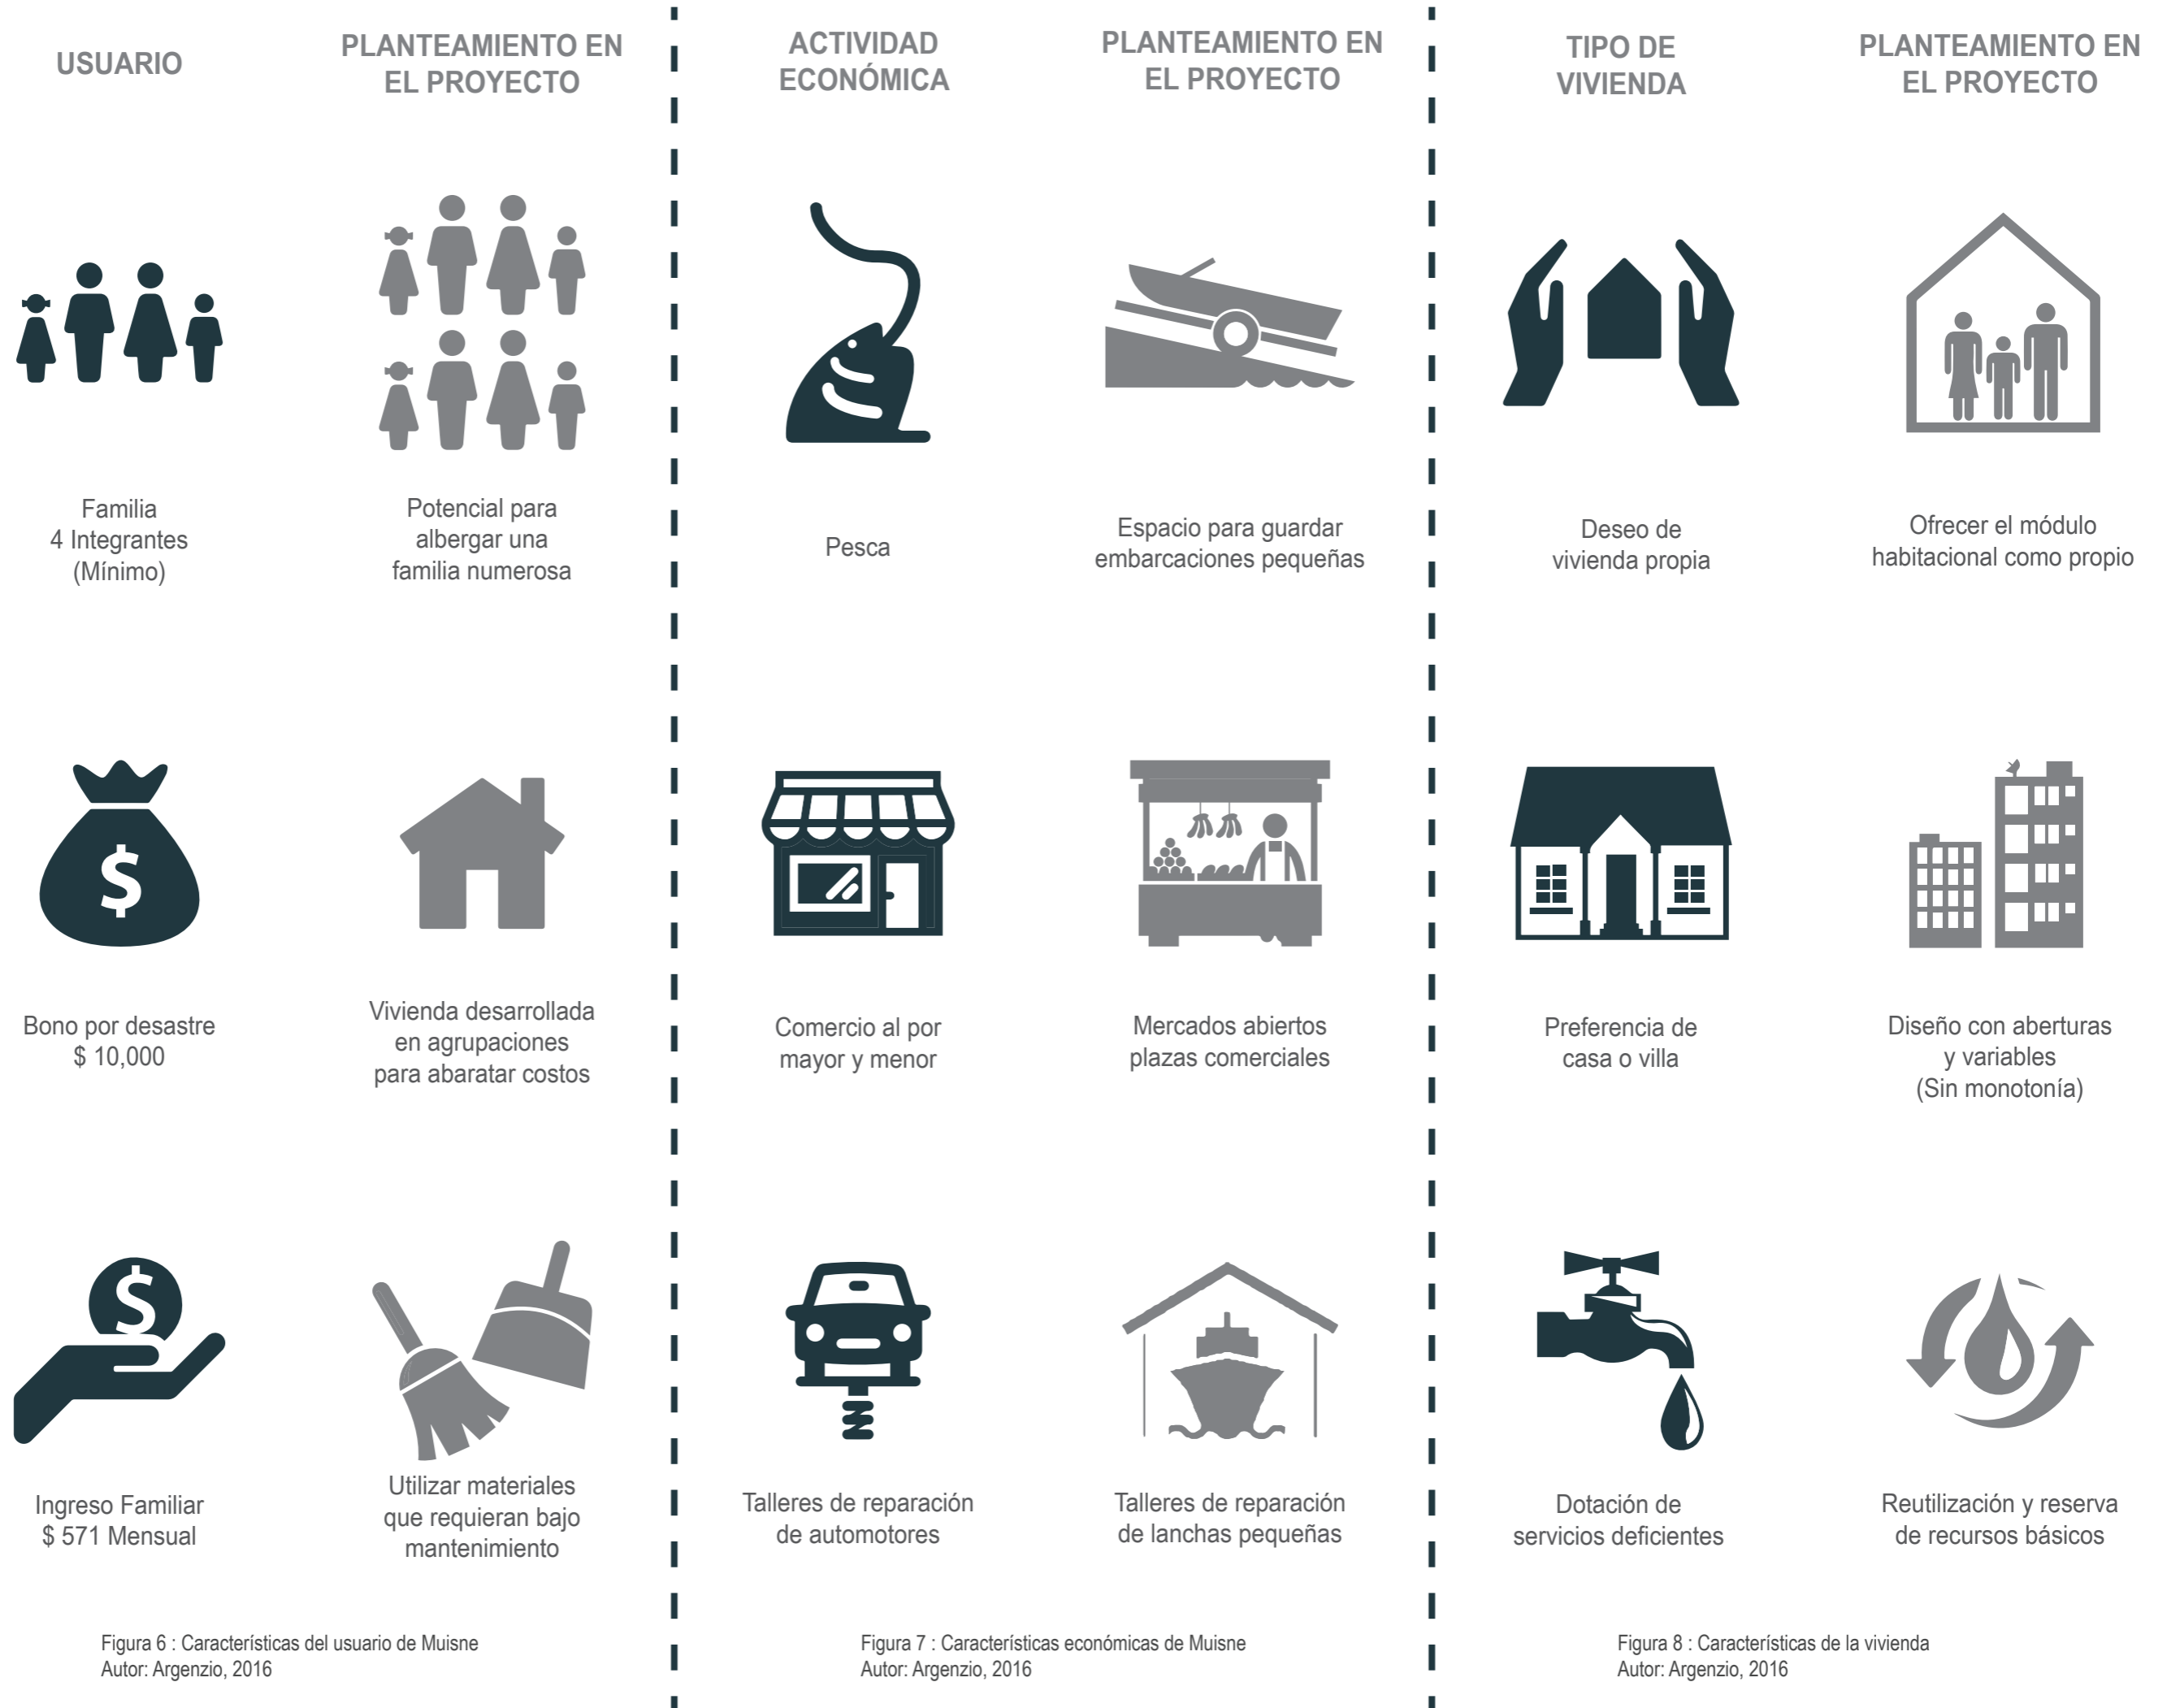 USUARIO
PLANTEAMIENTO EN
EL PROYECTO
Familia
4 Integrantes
(Mínimo)
Potencial para
albergar una
familia numerosa
$
Bono por desastre
$ 10,000
Vivienda desarrollada
en agrupaciones
para abaratar costos
$
Ingreso Familiar
$ 571 Mensual
Utilizar materiales
que requieran bajo
mantenimiento
Figura 6 : Características del usuario de Muisne
Autor: Argenzio, 2016
ACTIVIDAD
ECONÓMICA
PLANTEAMIENTO EN
EL PROYECTO
Pesca
Espacio para guardar
embarcaciones pequeñas
Comercio al por
mayor y menor
Mercados abiertos
plazas comerciales
Talleres de reparación
de automotores
Talleres de reparación
de lanchas pequeñas
Figura 7 : Características económicas de Muisne
Autor: Argenzio, 2016
TIPO DE
VIVIENDA
PLANTEAMIENTO EN
EL PROYECTO
Deseo de
vivienda propia
Ofrecer el módulo
habitacional como propio
Preferencia de
casa o villa
Diseño con aberturas
y variables
(Sin monotonía)
Dotación de
servicios deficientes
Reutilización y reserva
de recursos básicos
Figura 8 : Características de la vivienda
Autor: Argenzio, 2016